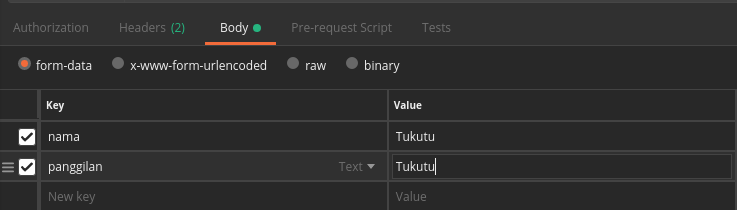 Authorization Headers (2) Body Pre-request Script Tests
form-data x-www-form-urlencoded raw binary
Key Value
nama Tukutu
panggilan Text Tukutu
New key Value